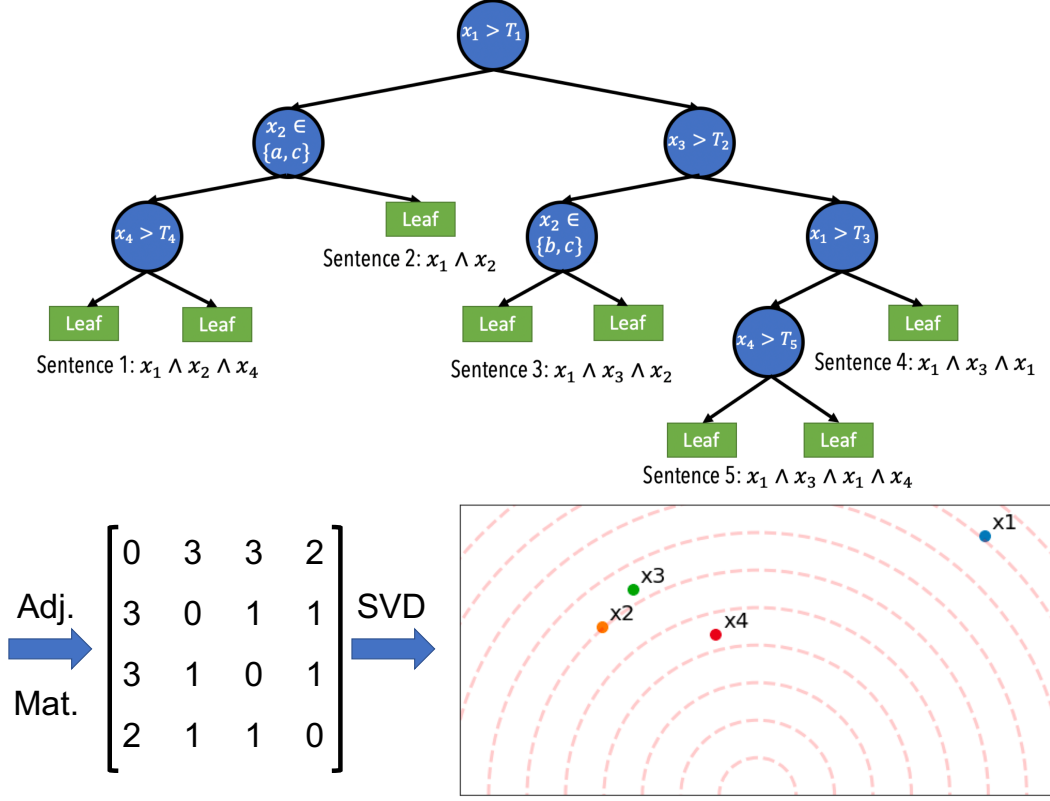 x₁ > T₁
x₂ ∈
{a, c}
x₃ > T₂
x₄ > T₄
Leaf
x₂ ∈
{b, c}
x₁ > T₃
Sentence 2: x₁ ∧ x₂
Leaf
Leaf
Leaf
Leaf
x₄ > T₅
Leaf
Sentence 1: x₁ ∧ x₂ ∧ x₄
Sentence 3: x₁ ∧ x₃ ∧ x₂
Sentence 4: x₁ ∧ x₃ ∧ x₁
Leaf
Leaf
Sentence 5: x₁ ∧ x₃ ∧ x₁ ∧ x₄
Adj.
Mat.
0 3 3 2
3 0 1 1
3 1 0 1
2 1 1 0
SVD
x1
x3
x2
x4